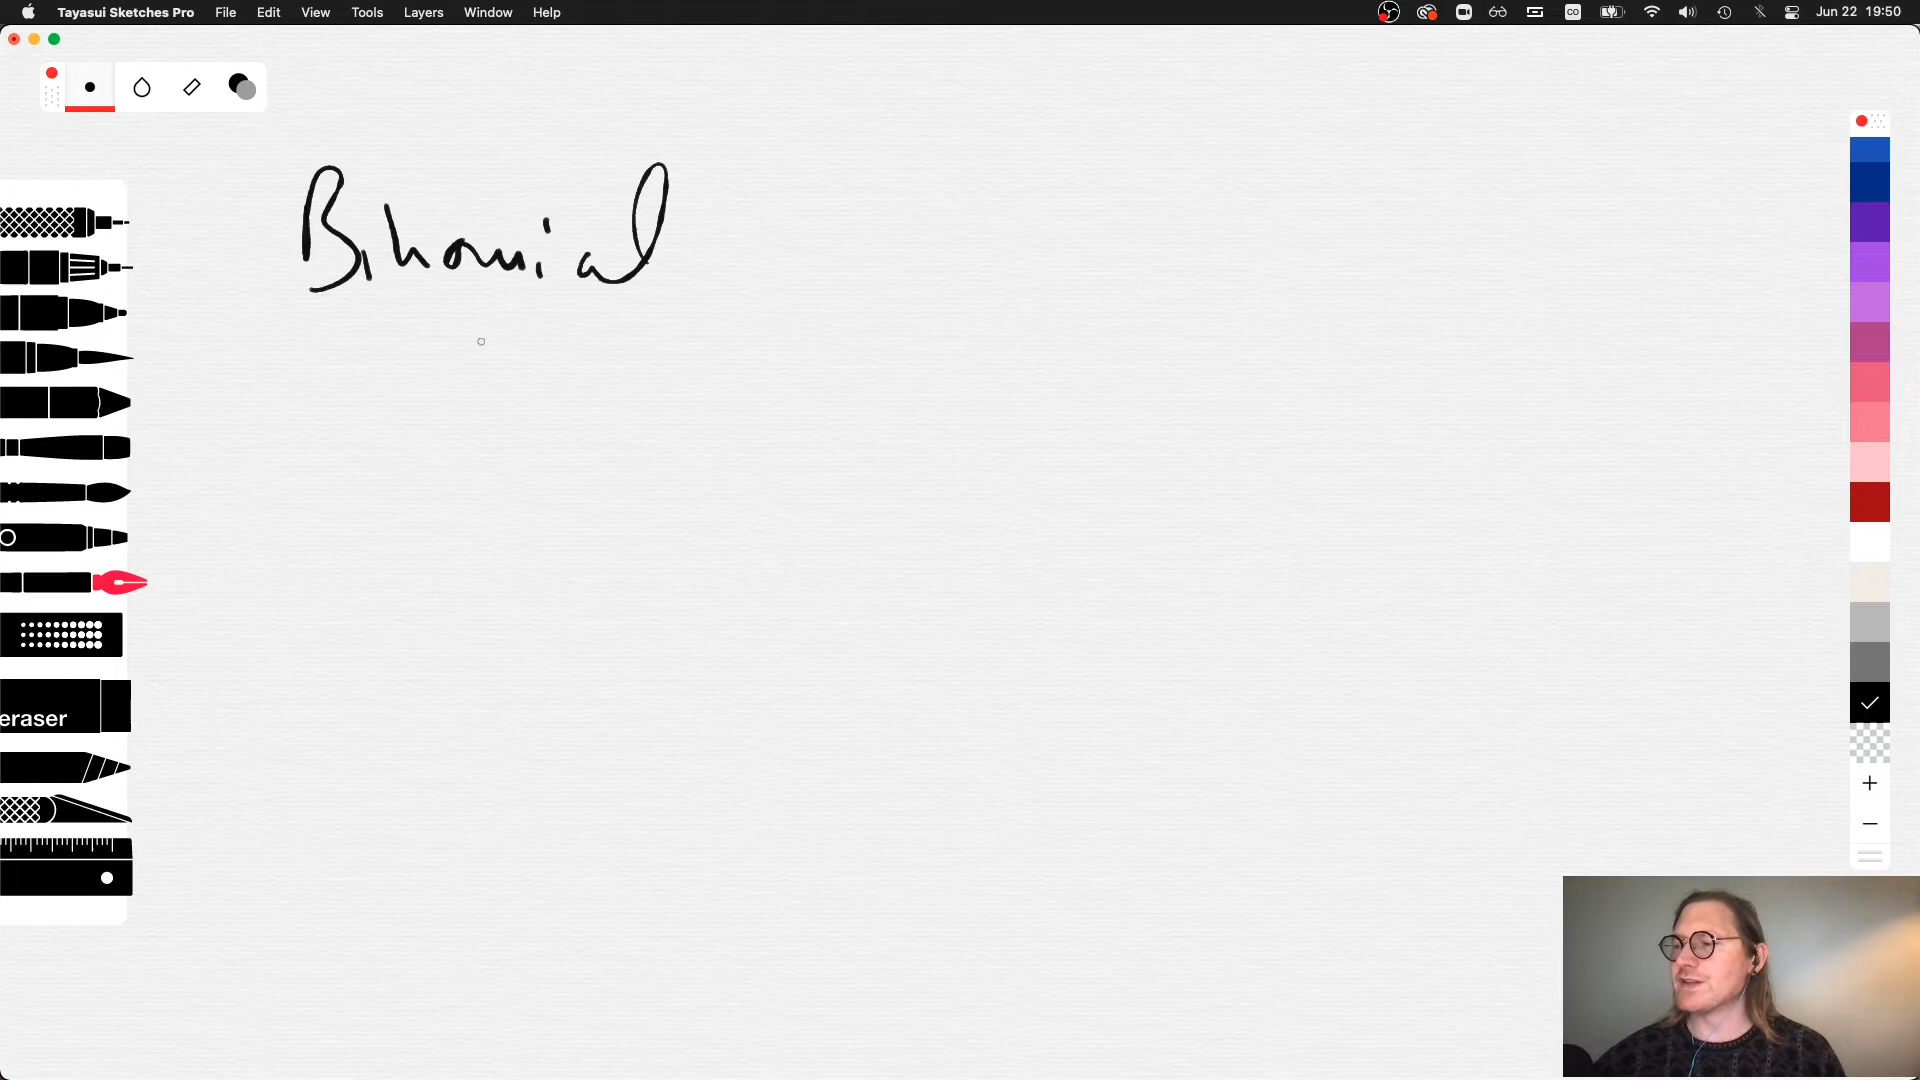 Tayasui Sketches Pro File Edit View Tools Layers Window Help Jun 22 19:50
Binomial
eraser